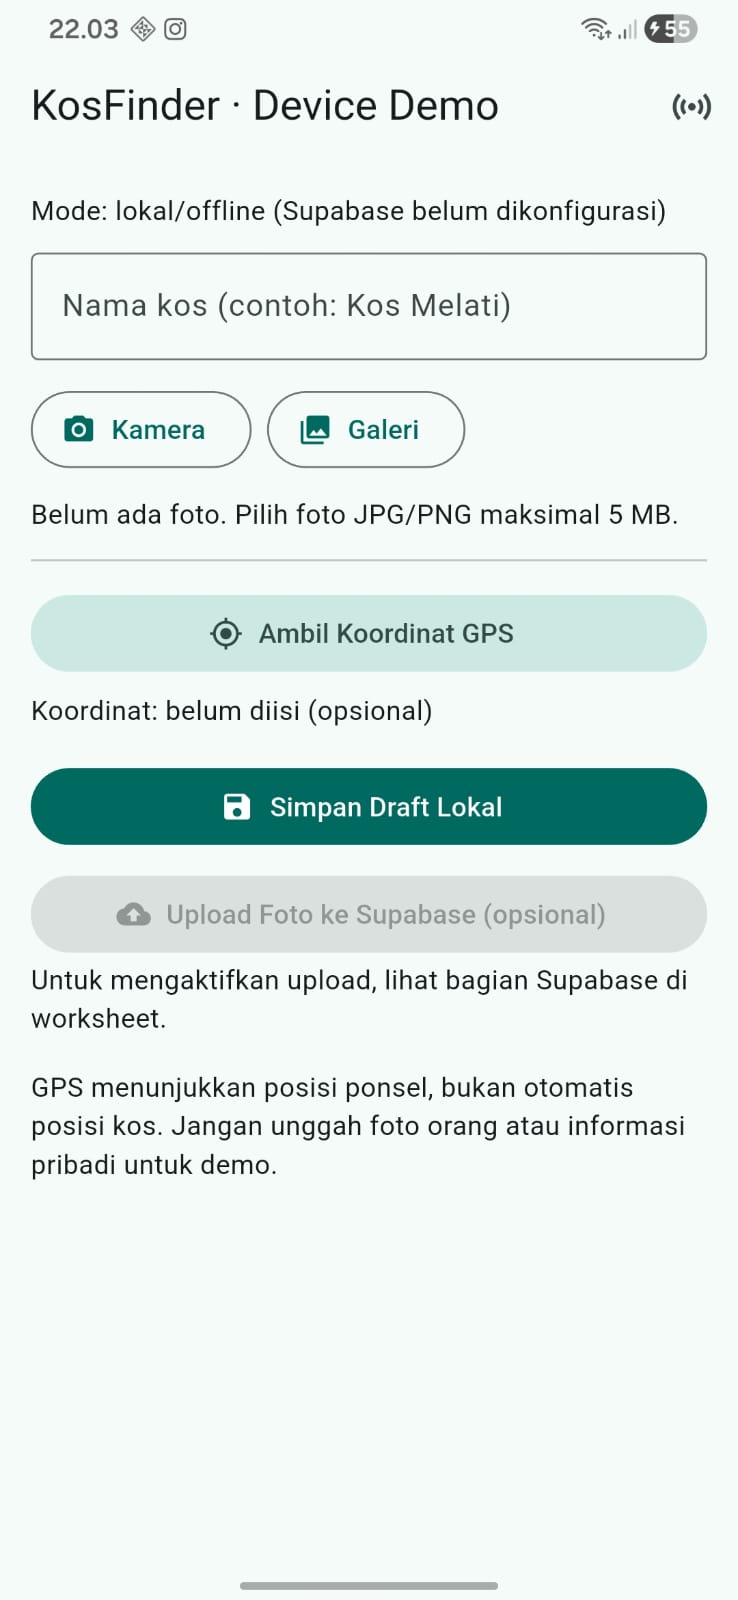 22.03
55
KosFinder · Device Demo
Mode: lokal/offline (Supabase belum dikonfigurasi)
Nama kos (contoh: Kos Melati)
Kamera
Galeri
Belum ada foto. Pilih foto JPG/PNG maksimal 5 MB.
Ambil Koordinat GPS
Koordinat: belum diisi (opsional)
Simpan Draft Lokal
Upload Foto ke Supabase (opsional)
Untuk mengaktifkan upload, lihat bagian Supabase di
worksheet.
GPS menunjukkan posisi ponsel, bukan otomatis
posisi kos. Jangan unggah foto orang atau informasi
pribadi untuk demo.